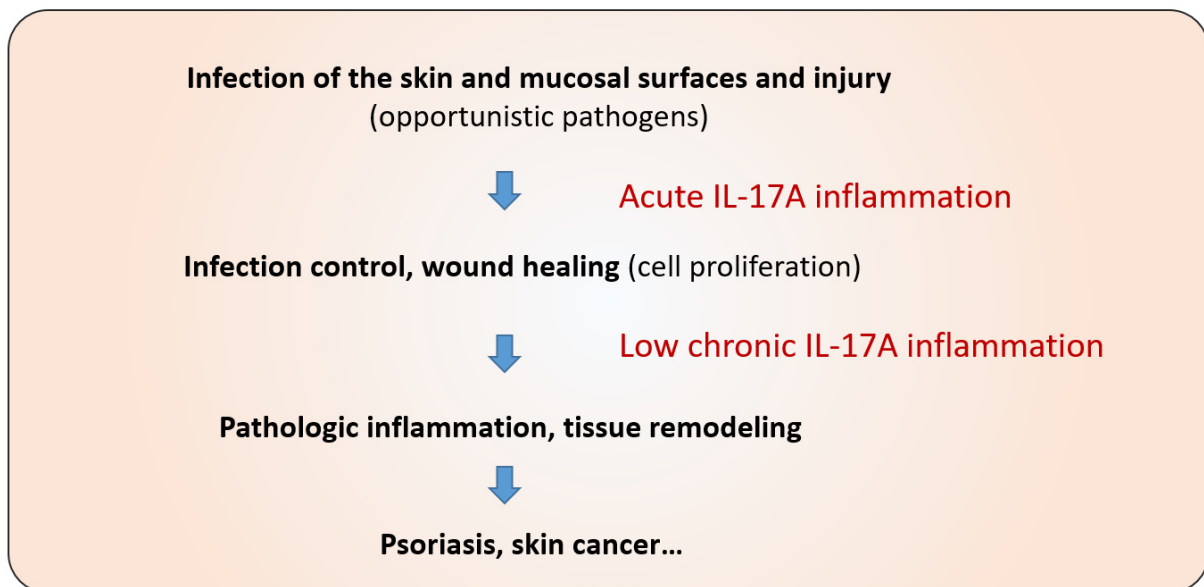 Infection of the skin and mucosal surfaces and injury
(opportunistic pathogens)
Acute IL-17A inflammation
Infection control, wound healing (cell proliferation)
Low chronic IL-17A inflammation
Pathologic inflammation, tissue remodeling
Psoriasis, skin cancer…